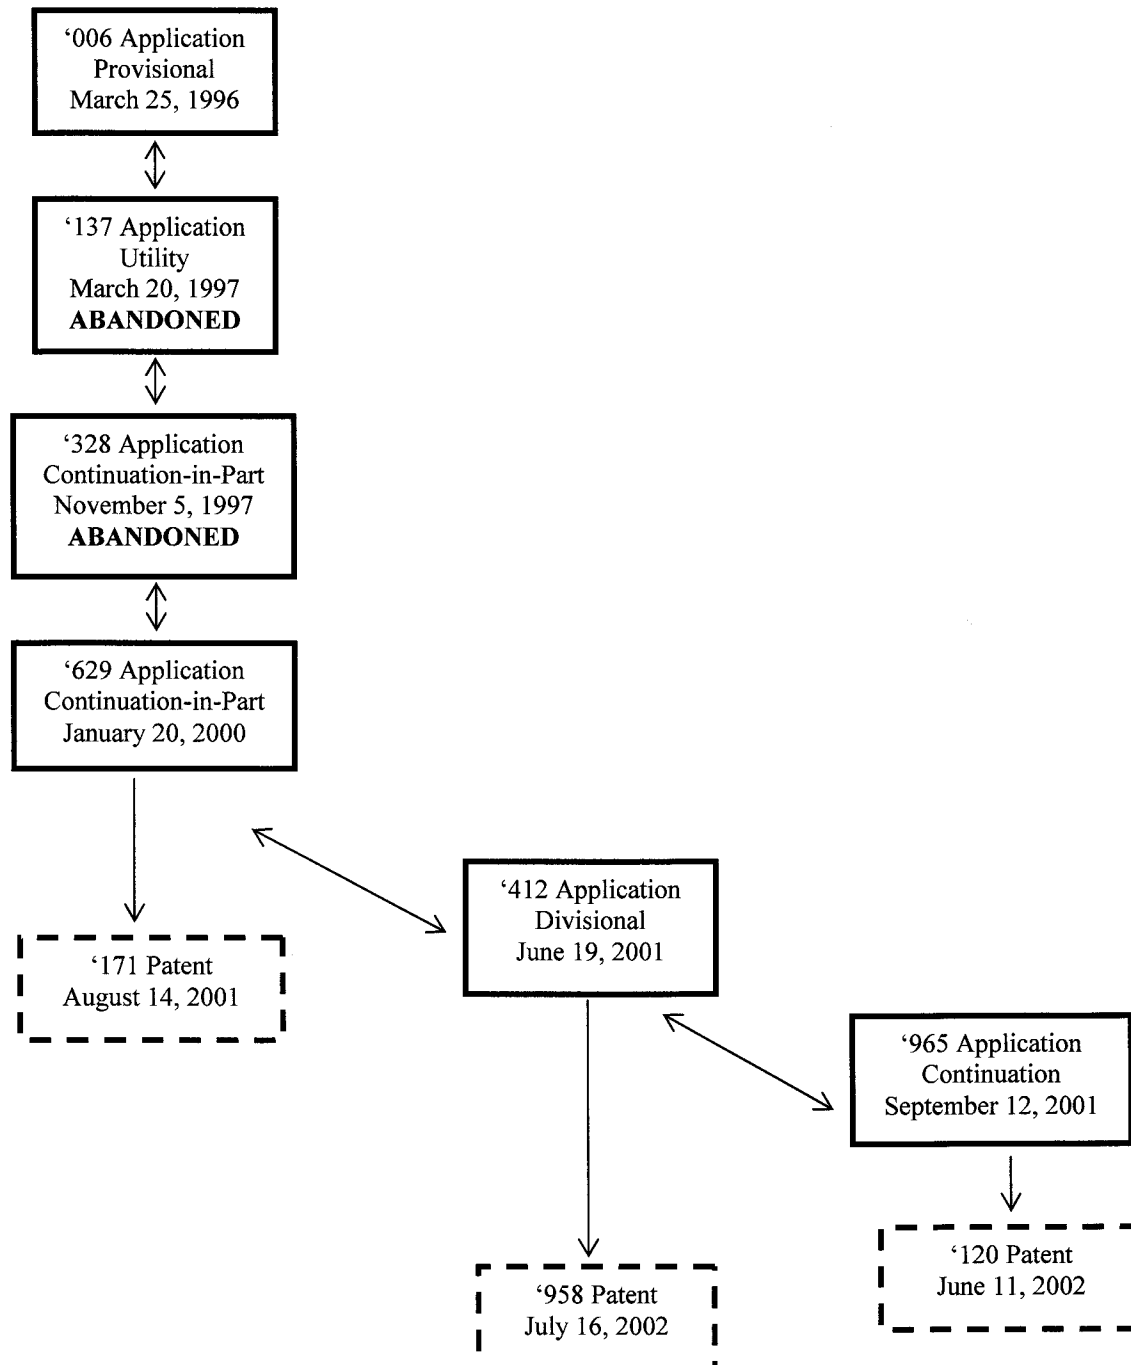 ‘006 Application
Provisional
March 25, 1996
‘137 Application
Utility
March 20, 1997
ABANDONED
‘328 Application
Continuation-in-Part
November 5, 1997
ABANDONED
‘629 Application
Continuation-in-Part
January 20, 2000
‘412 Application
Divisional
June 19, 2001
‘171 Patent
August 14, 2001
‘965 Application
Continuation
September 12, 2001
‘120 Patent
June 11, 2002
‘958 Patent
July 16, 2002